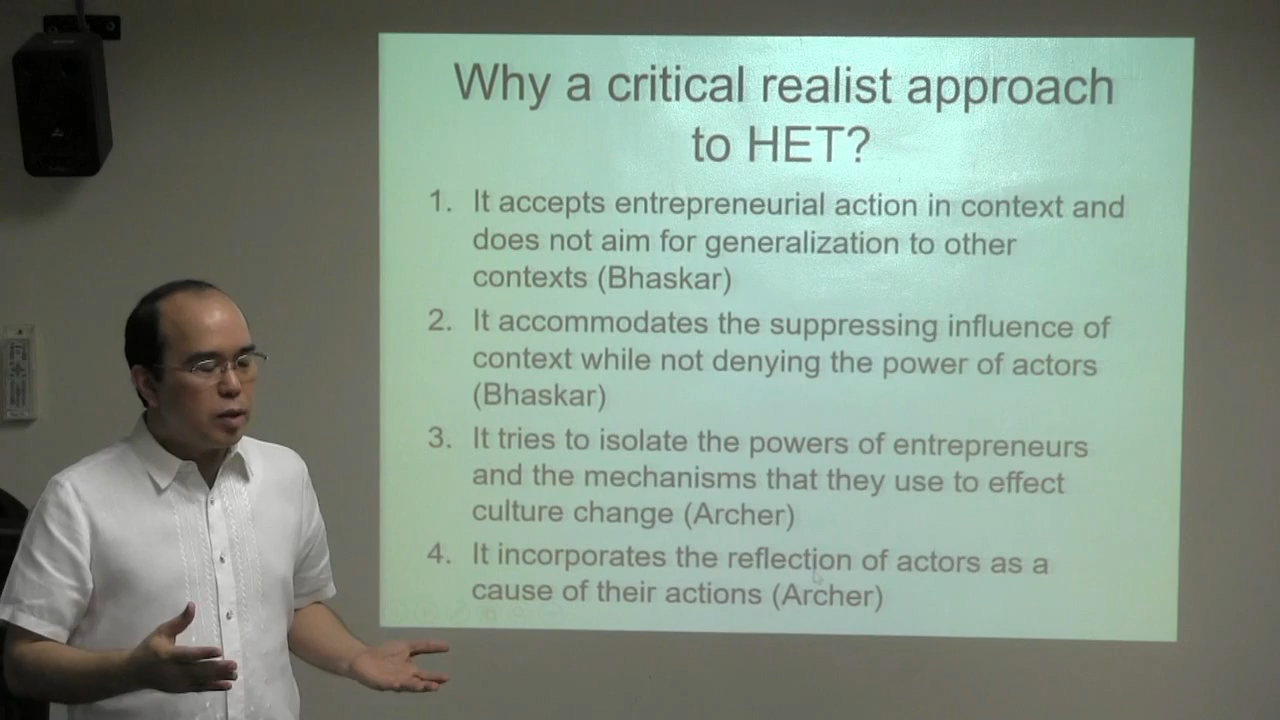 Why a critical realist approach
to HET?
1. It accepts entrepreneurial action in context and
does not aim for generalization to other
contexts (Bhaskar)
2. It accommodates the suppressing influence of
context while not denying the power of actors
(Bhaskar)
3. It tries to isolate the powers of entrepreneurs
and the mechanisms that they use to effect
culture change (Archer)
4. It incorporates the reflection of actors as a
cause of their actions (Archer)